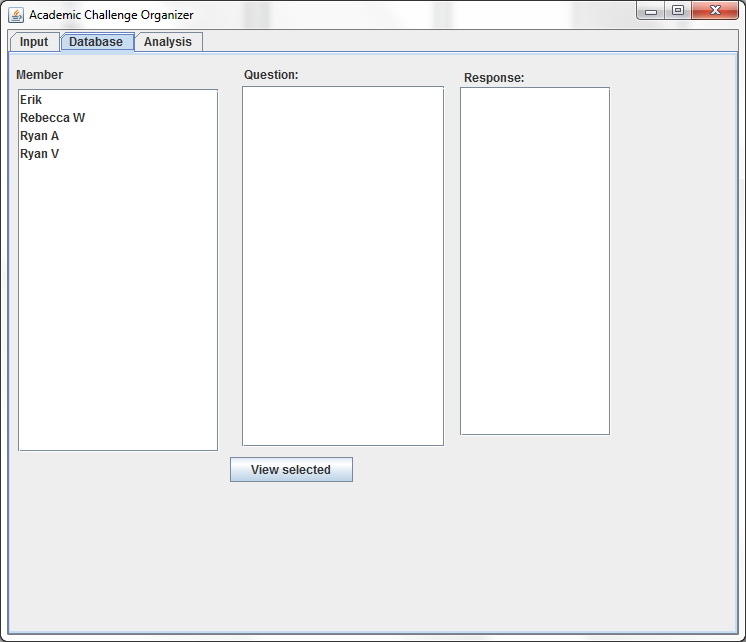 Academic Challenge Organizer
Input Database Analysis
Member Question: Response:
Erik
Rebecca W
Ryan A
Ryan V
View selected